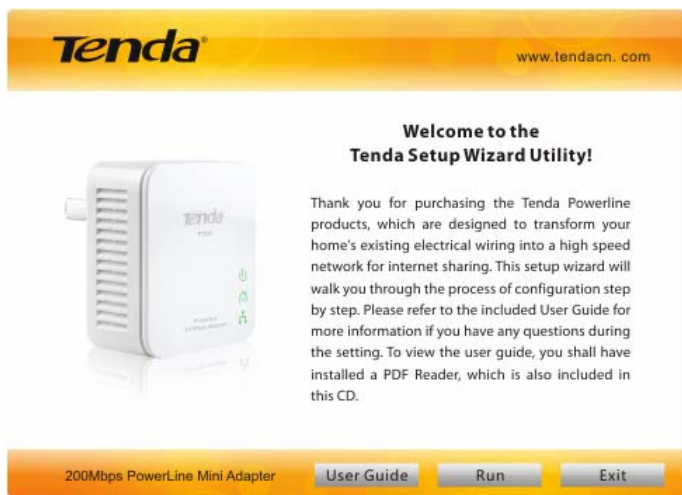 Tenda
www.tendacn. com
Welcome to the
Tenda Setup Wizard Utility!
Thank you for purchasing the Tenda Powerline
products, which are designed to transform your
home's existing electrical wiring into a high speed
network for internet sharing. This setup wizard will
walk you through the process of configuration step
by step. Please refer to the included User Guide for
more information if you have any questions during
the setting. To view the user guide, you shall have
installed a PDF Reader, which is also included in
this CD.
Tenda
200Mbps PowerLine Mini Adapter
User Guide
Run
Exit